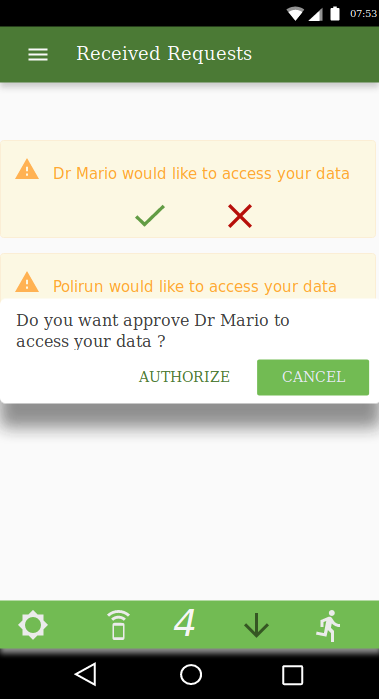 07:53
Received Requests
Dr Mario would like to access your data
Polirun would like to access your data
Do you want approve Dr Mario to
access your data ?
AUTHORIZE CANCEL
4